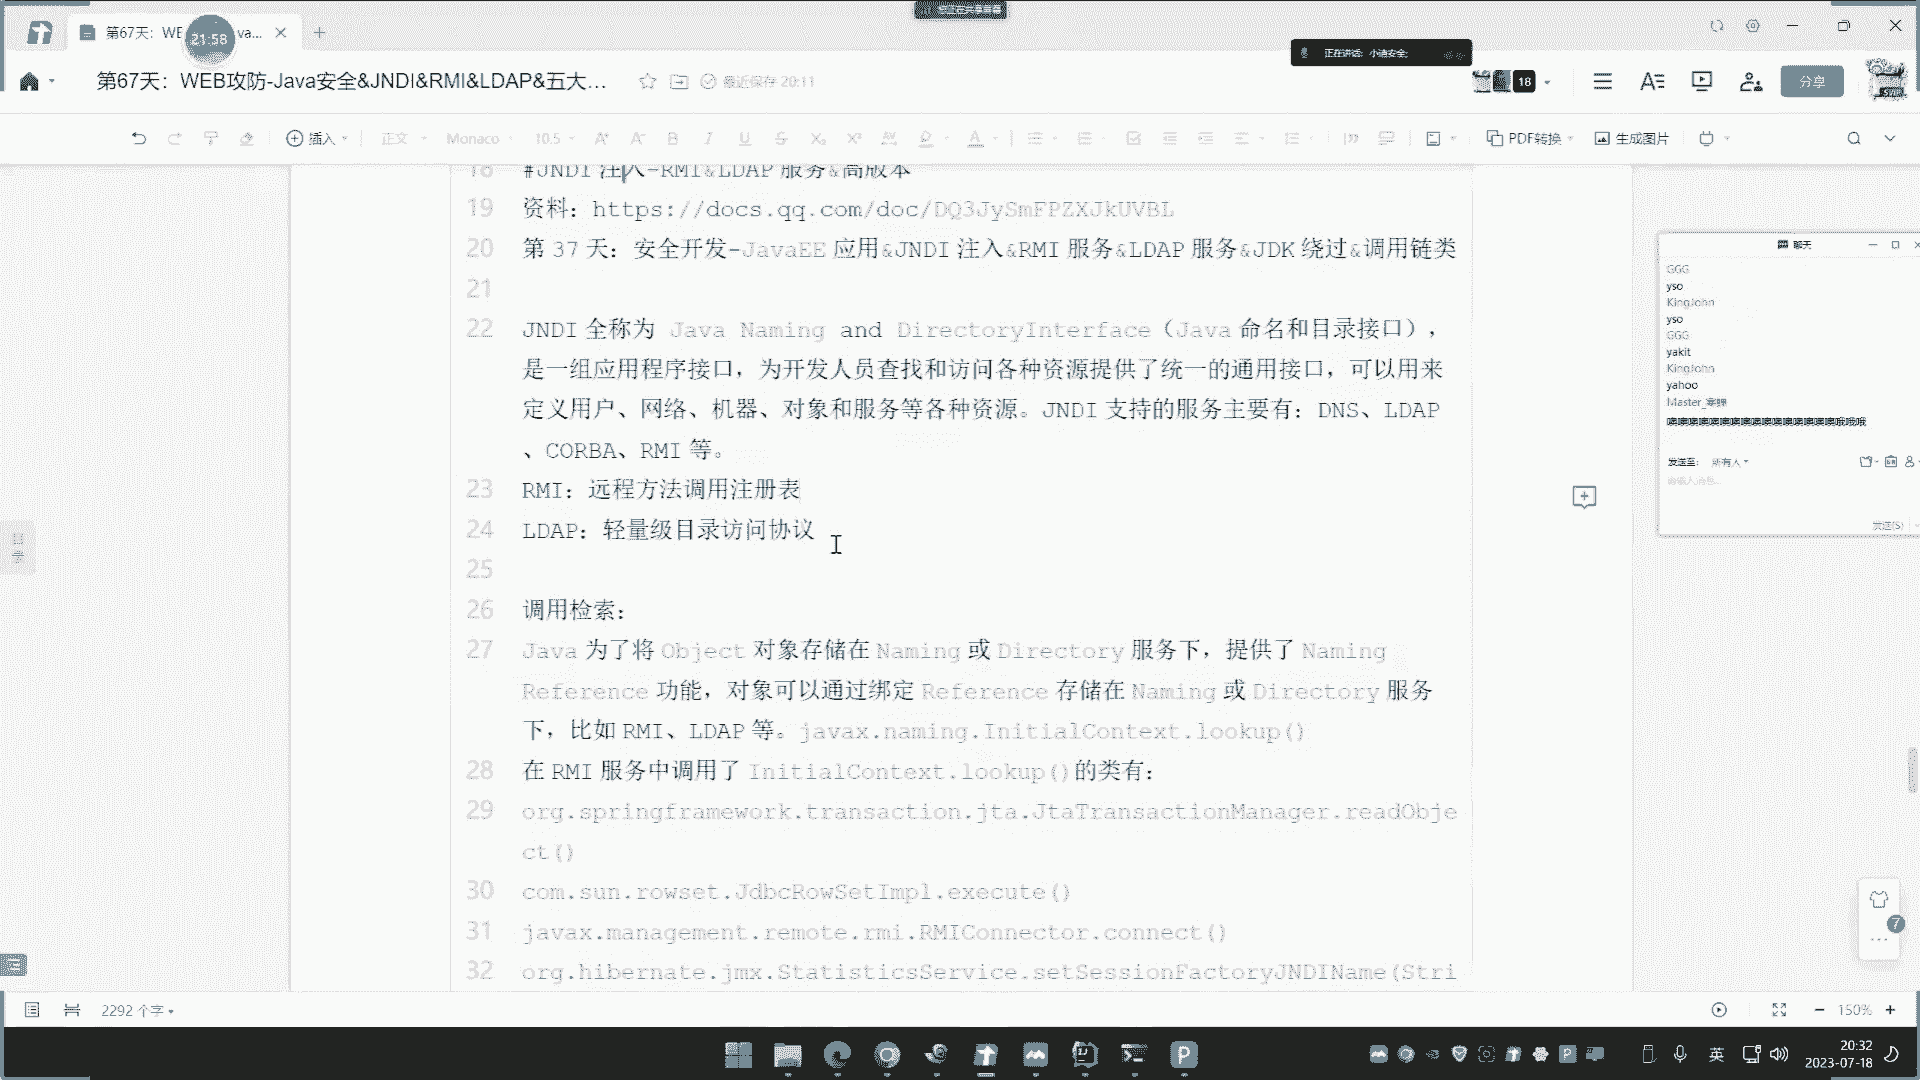 第67天：WE
va...
21:58
正在讲话：小迪安全;
第67天：WEB攻防-Java安全&JNDI&RMI&LDAP&五大...
最近保存 20:11
18
分享
插入
正文
Monaco
10.5
PDF转换
生成图片
18 #JNDI 注入-RMI&LDAP 服务&高版本
19 资料：https://docs.qq.com/doc/DQ3JySmFPZXJkUVBL
20 第 37 天：安全开发-JavaEE 应用&JNDI 注入&RMI 服务&LDAP 服务&JDK 绕过&调用链类
21
22 JNDI 全称为 Java Naming and DirectoryInterface（Java 命名和目录接口），
是一组应用程序接口，为开发人员查找和访问各种资源提供了统一的通用接口，可以用来
定义用户、网络、机器、对象和服务等各种资源。JNDI 支持的服务主要有：DNS、LDAP
、CORBA、RMI 等。
23 RMI：远程方法调用注册表
24 LDAP：轻量级目录访问协议
25
26 调用检索：
27 Java 为了将 Object 对象存储在 Naming 或 Directory 服务下，提供了 Naming
Reference 功能，对象可以通过绑定 Reference 存储在 Naming 或 Directory 服务
下，比如 RMI、LDAP 等。javax.naming.InitialContext.lookup()
28 在 RMI 服务中调用了 InitialContext.lookup()的类有：
29 org.springframework.transaction.jta.JtaTransactionManager.readObje
ct()
30 com.sun.rowset.JdbcRowSetImpl.execute()
31 javax.management.remote.rmi.RMIConnector.connect()
32 org.hibernate.jmx.StatisticsService.setSessionFactoryJNDIName(Stri
聊天
GGG
yso
KingJohn
yso
GGG
yakit
KingJohn
yahoo
发送至： 所有人
请输入消息...
发送(S)
目录
7
2292 个字
150%
英
20:32
2023-07-18